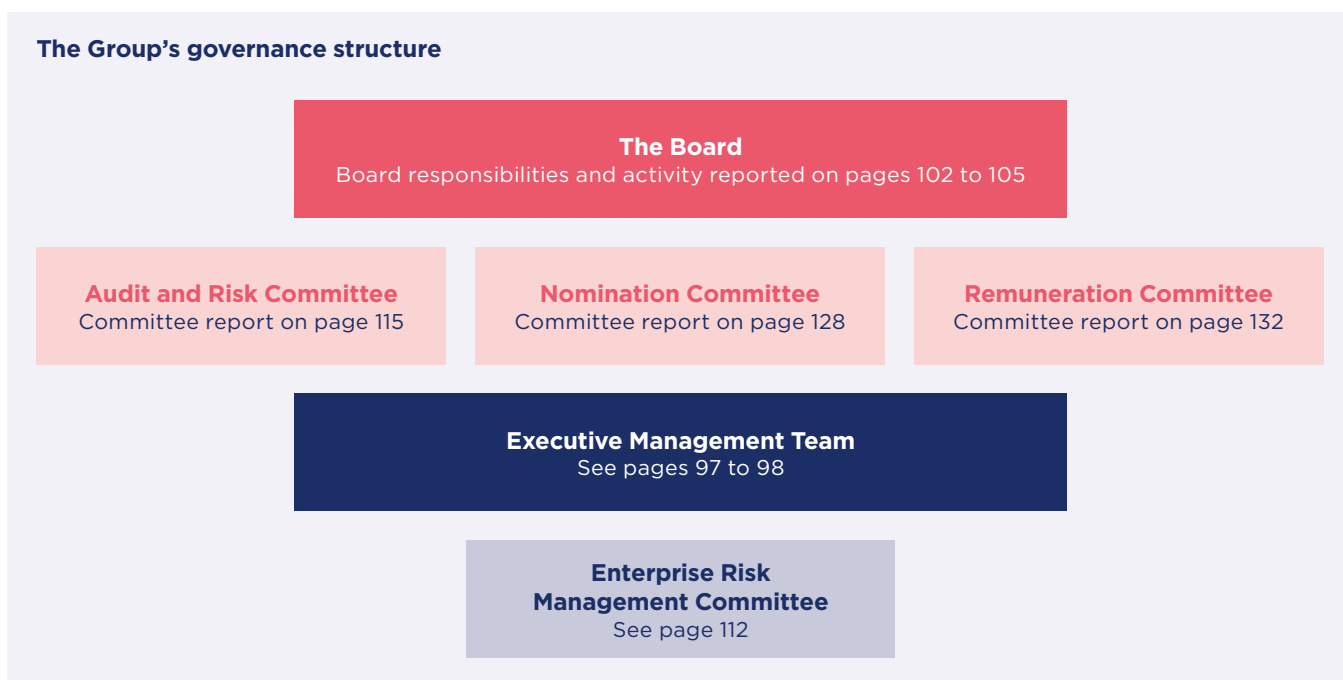 The Group’s governance structure
The Board
Board responsibilities and activity reported on pages 102 to 105
Audit and Risk Committee
Committee report on page 115
Nomination Committee
Committee report on page 128
Remuneration Committee
Committee report on page 132
Executive Management Team
See pages 97 to 98
Enterprise Risk
Management Committee
See page 112